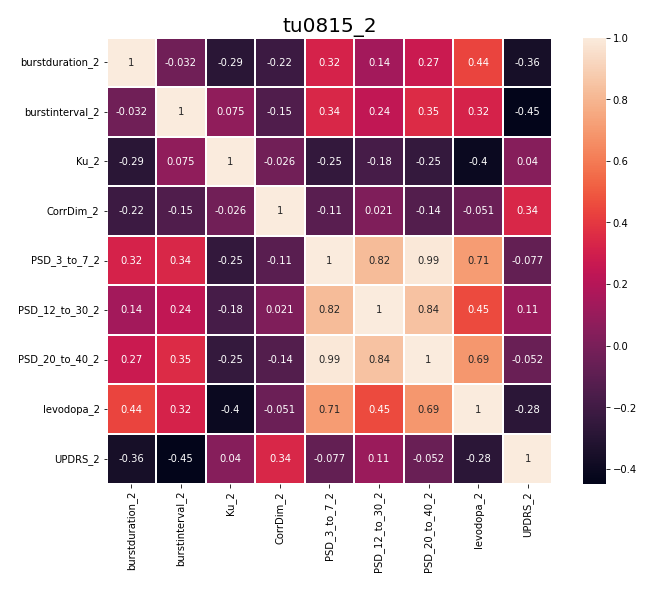 tu0815_2
burstduration_2 1 -0.032 -0.29 -0.22 0.32 0.14 0.27 0.44 -0.36
burstinterval_2 -0.032 1 0.075 -0.15 0.34 0.24 0.35 0.32 -0.45
Ku_2 -0.29 0.075 1 -0.026 -0.25 -0.18 -0.25 -0.4 0.04
CorrDim_2 -0.22 -0.15 -0.026 1 -0.11 0.021 -0.14 -0.051 0.34
PSD_3_to_7_2 0.32 0.34 -0.25 -0.11 1 0.82 0.99 0.71 -0.077
PSD_12_to_30_2 0.14 0.24 -0.18 0.021 0.82 1 0.84 0.45 0.11
PSD_20_to_40_2 0.27 0.35 -0.25 -0.14 0.99 0.84 1 0.69 -0.052
levodopa_2 0.44 0.32 -0.4 -0.051 0.71 0.45 0.69 1 -0.28
UPDRS_2 -0.36 -0.45 0.04 0.34 -0.077 0.11 -0.052 -0.28 1
burstduration_2
burstinterval_2
Ku_2
CorrDim_2
PSD_3_to_7_2
PSD_12_to_30_2
PSD_20_to_40_2
levodopa_2
UPDRS_2
1.0
0.8
0.6
0.4
0.2
0.0
−0.2
−0.4